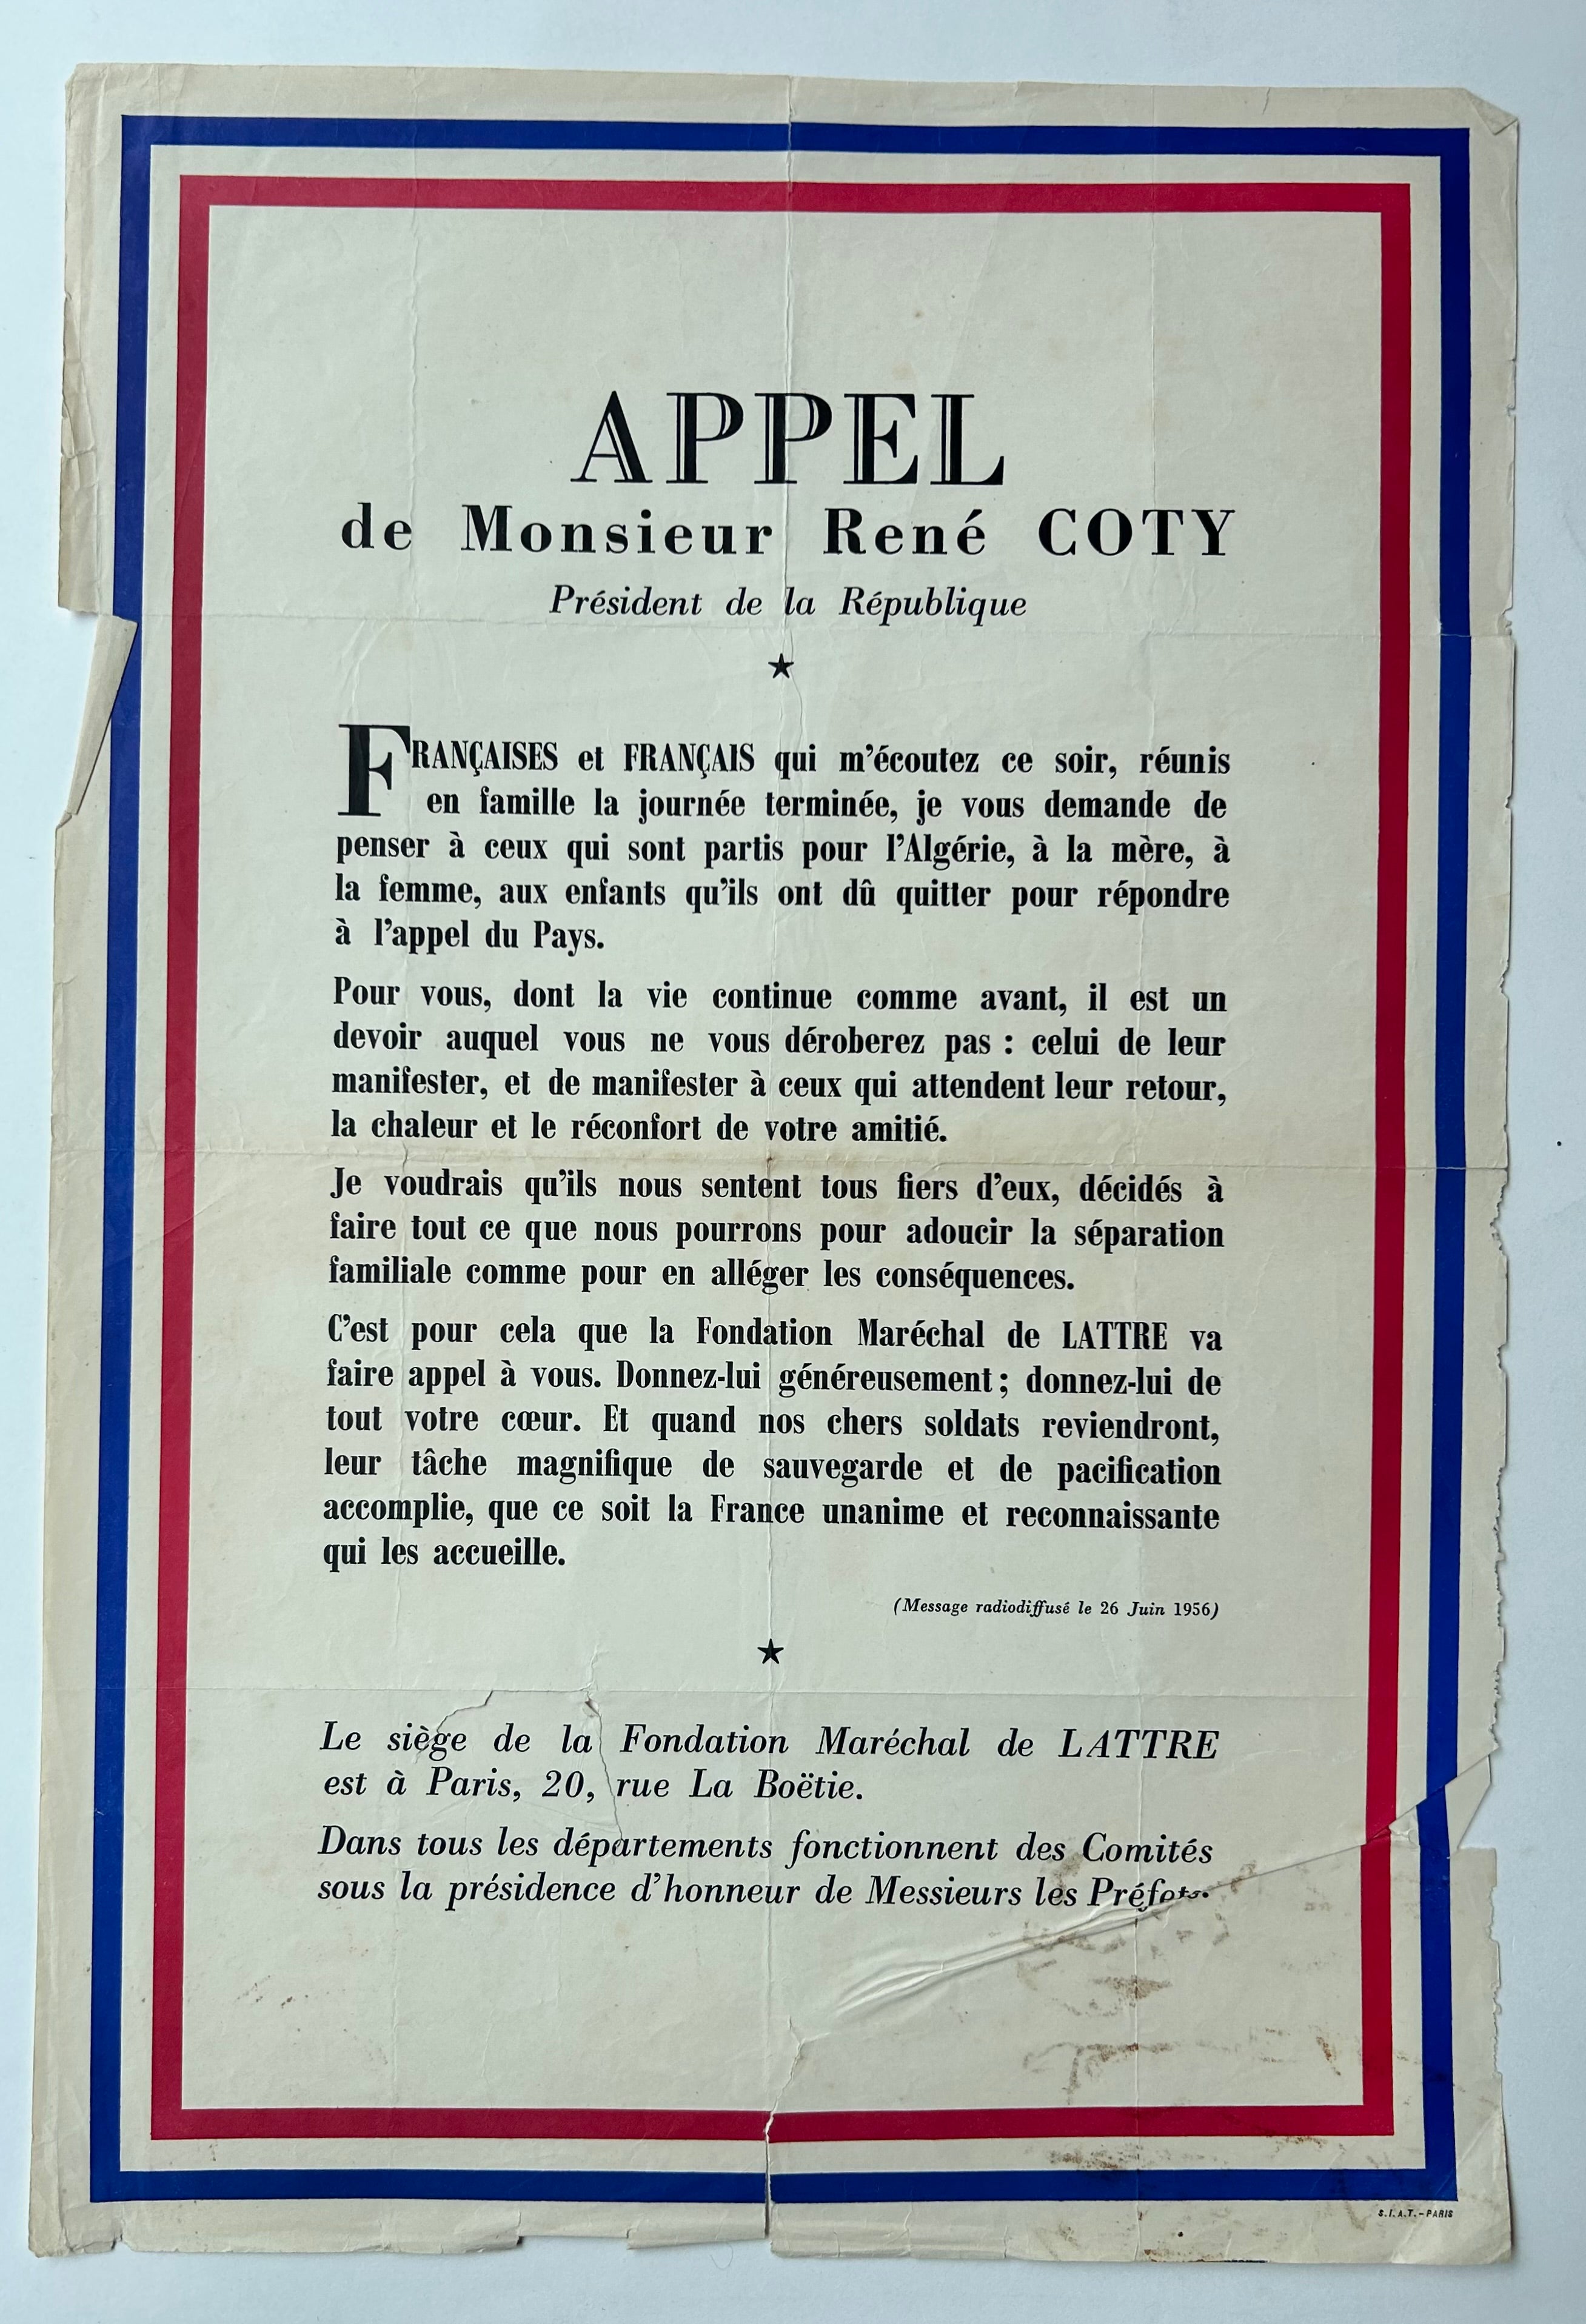 APPEL
de Monsieur René COTY
Président de la République
FRANÇAISES et FRANÇAIS qui m'écoutez ce soir, réunis
en famille la journée terminée, je vous demande de
penser à ceux qui sont partis pour l'Algérie, à la mère, à
la femme, aux enfants qu'ils ont dû quitter pour répondre
à l'appel du Pays.
Pour vous, dont la vie continue comme avant, il est un
devoir auquel vous ne vous déroberez pas : celui de leur
manifester, et de manifester à ceux qui attendent leur retour,
la chaleur et le réconfort de votre amitié.
Je voudrais qu'ils nous sentent tous fiers d'eux, décidés à
faire tout ce que nous pourrons pour adoucir la séparation
familiale comme pour en alléger les conséquences.
C'est pour cela que la Fondation Maréchal de LATTRE va
faire appel à vous. Donnez-lui généreusement ; donnez-lui de
tout votre cœur. Et quand nos chers soldats reviendront,
leur tâche magnifique de sauvegarde et de pacification
accomplie, que ce soit la France unanime et reconnaissante
qui les accueille.
(Message radiodiffusé le 26 Juin 1956)
Le siège de la Fondation Maréchal de LATTRE
est à Paris, 20, rue La Boëtie.
Dans tous les départements fonctionnent des Comités
sous la présidence d'honneur de Messieurs les Préfets.
S.I.A.T. - PARIS